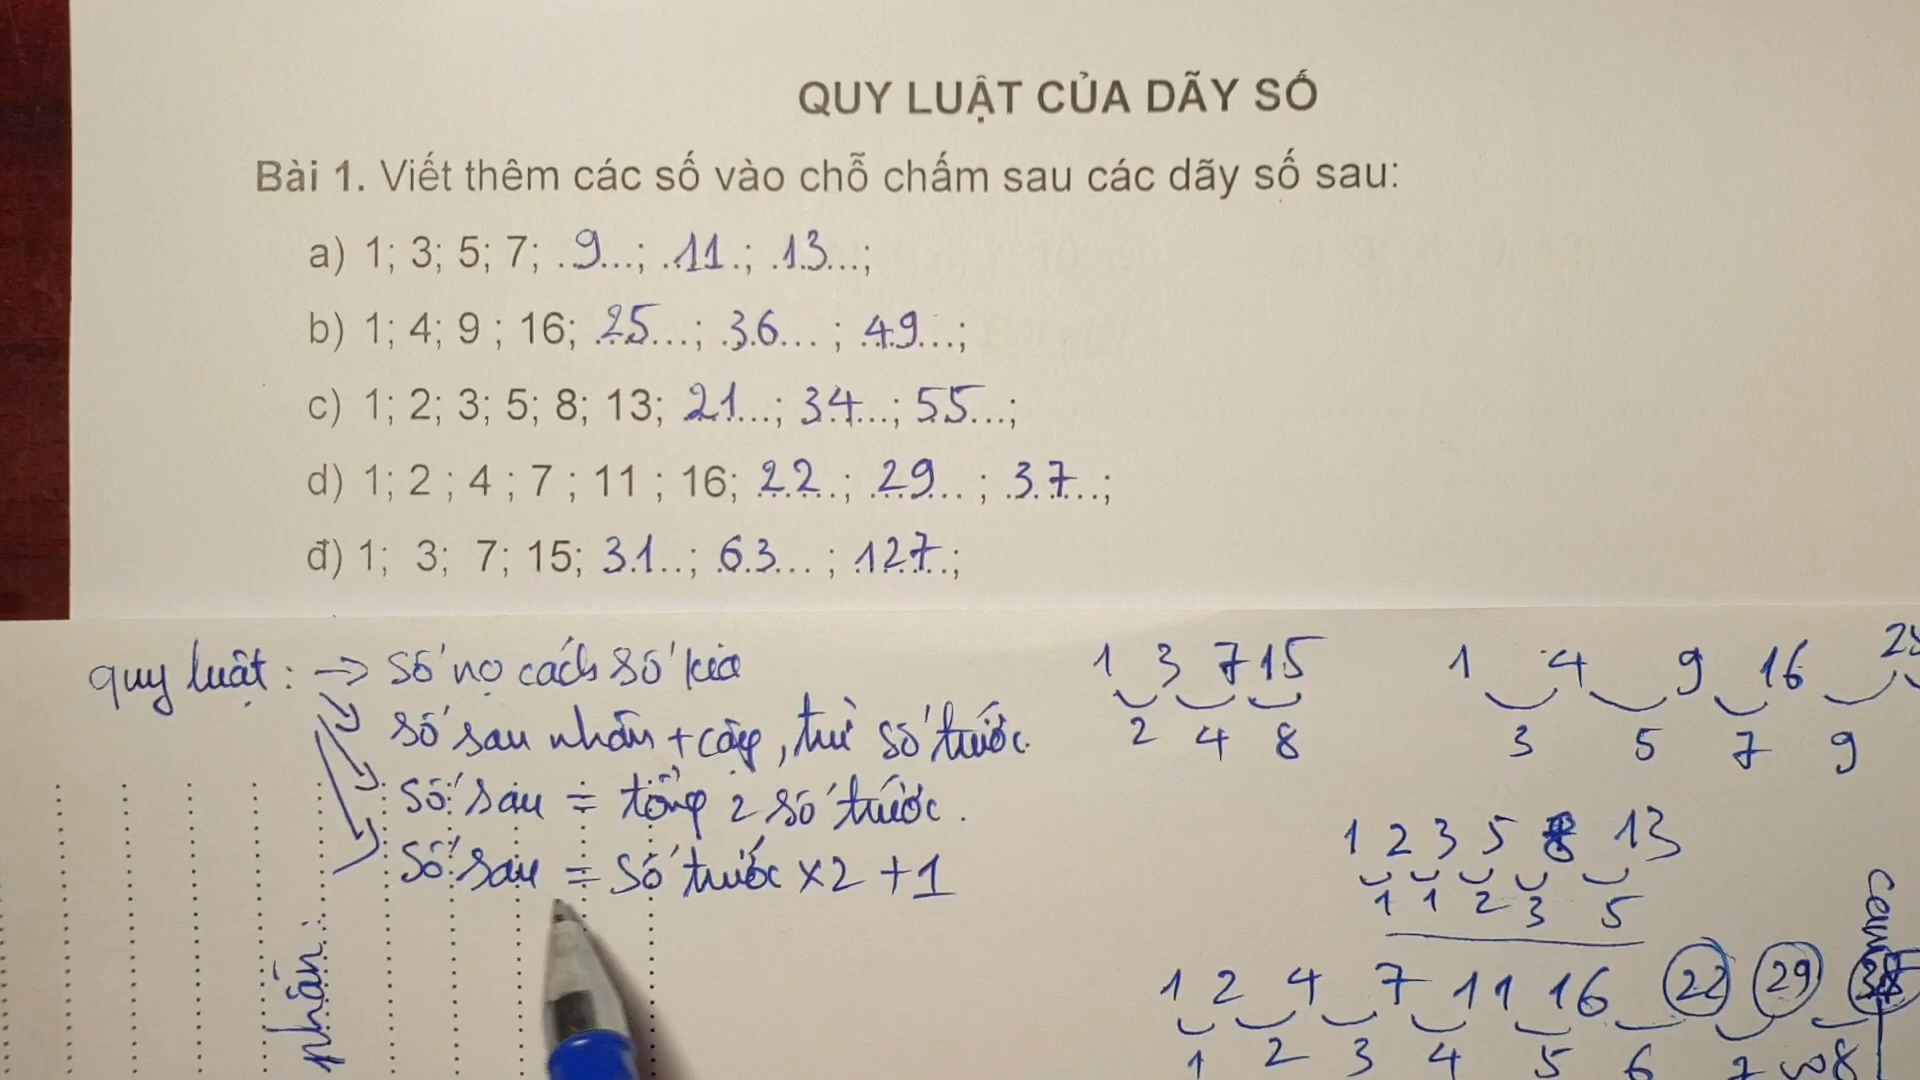 QUY LUẬT CỦA DÃY SỐ
Bài 1. Viết thêm các số vào chỗ chấm sau các dãy số sau:
a) 1; 3; 5; 7; .9...; ..11.; .13...;
b) 1; 4; 9 ; 16; 25...; .36... ; .49...;
c) 1; 2; 3; 5; 8; 13; 21...; 34...; 55...;
d) 1; 2 ; 4 ; 7 ; 11 ; 16; 22..; .29... ; .37...;
đ) 1; 3; 7; 15; 31..; 63... ; .127.;
quy luật : → số nọ cách số kia
số sau nhân + cộng, trừ số trước.
số sau = tổng 2 số trước.
số sau = số trước ×2 +1
phần
1 3 7 15
2 4 8
1 4 9 16
3 5 7 9
1 2 3 5 8 13
1 1 2 3 5
1 2 4 7 11 16 22 29
1 2 3 4 5 6 7 8